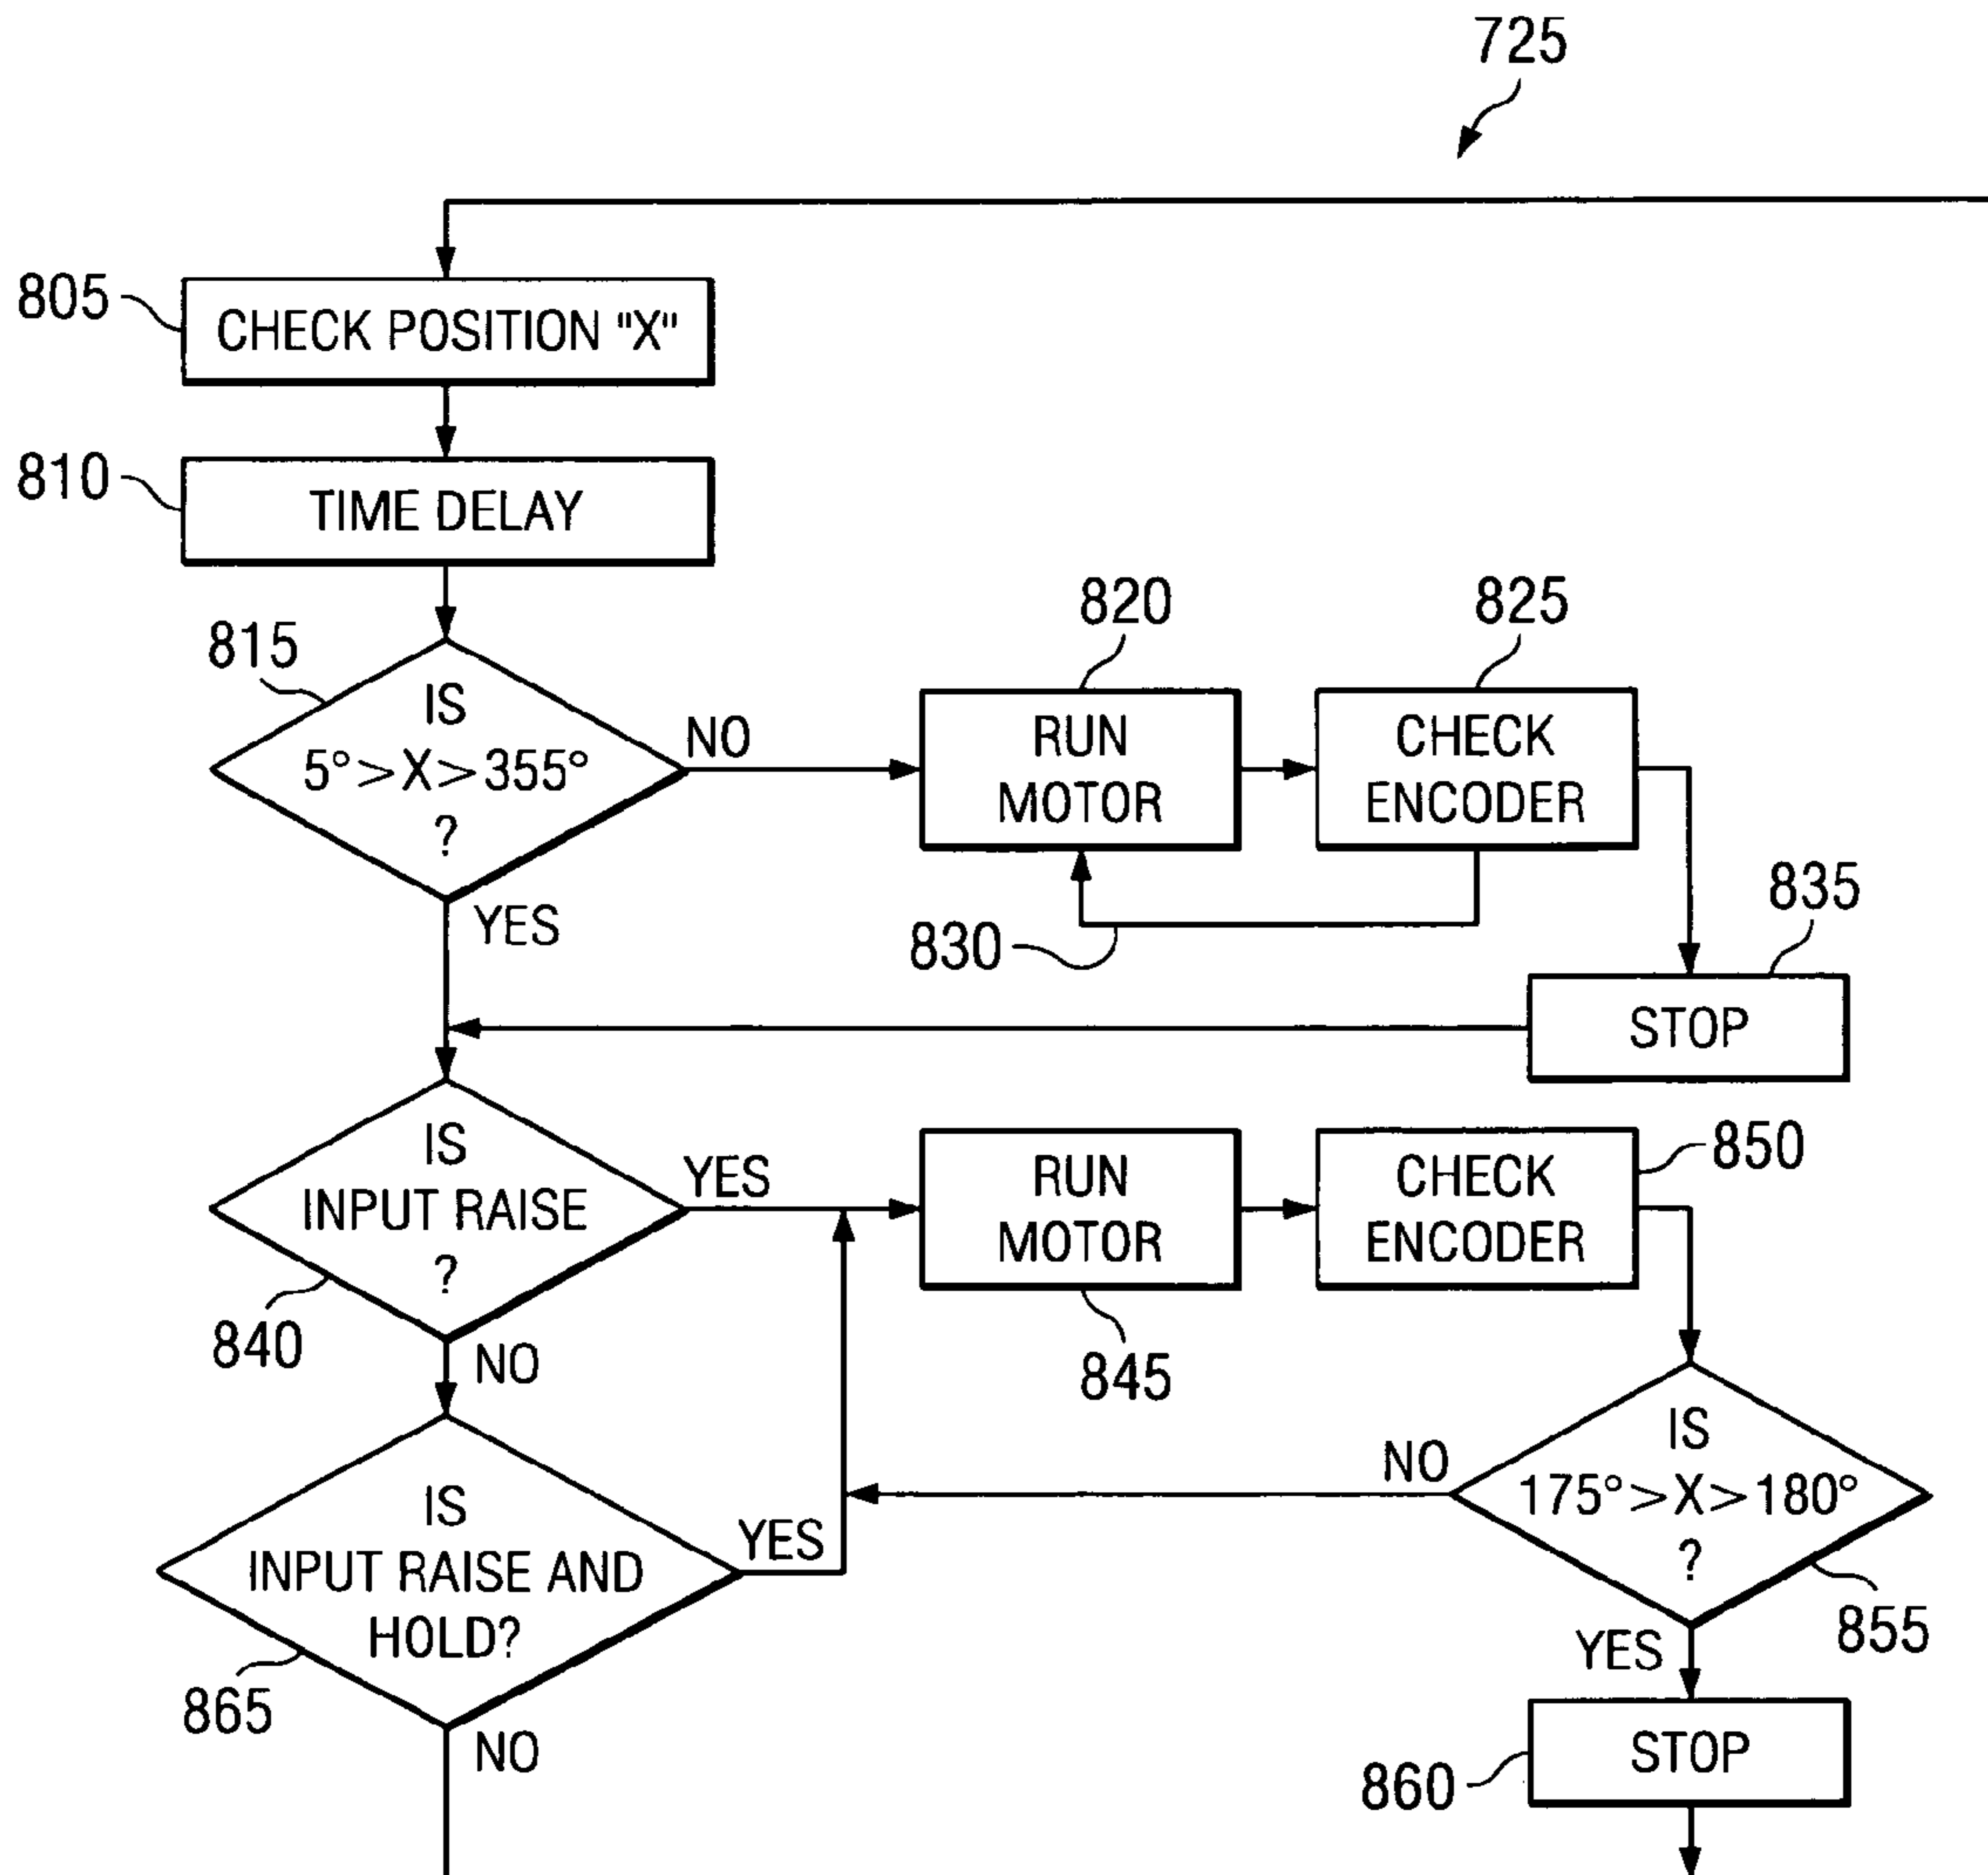 725
805
CHECK POSITION "X"
810
TIME DELAY
815
IS
5°>X>355°
?
NO
YES
820
RUN
MOTOR
825
CHECK
ENCODER
830
835
STOP
IS
INPUT RAISE
?
840
YES
NO
RUN
MOTOR
845
CHECK
ENCODER
850
IS
175°>X>180°
?
855
NO
YES
IS
INPUT RAISE AND
HOLD?
865
YES
NO
STOP
860